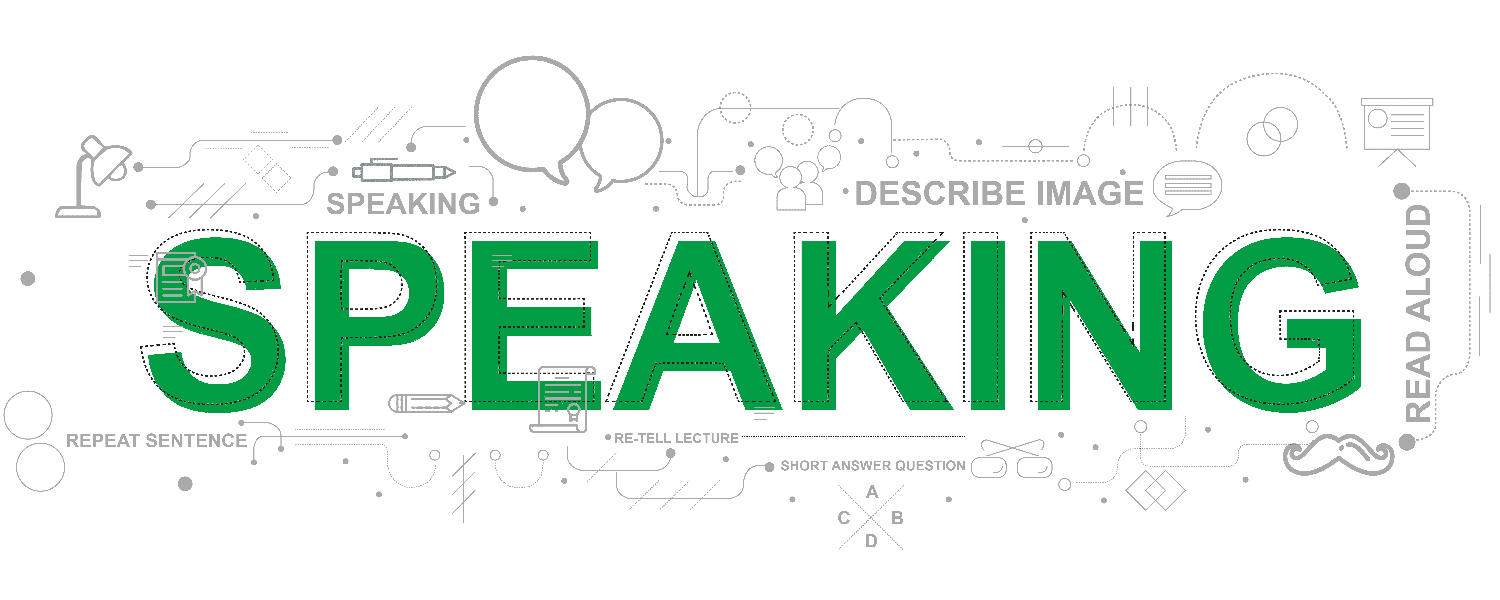 SPEAKING
DESCRIBE IMAGE
SPEAKING
READ ALOUD
REPEAT SENTENCE
RE-TELL LECTURE
SHORT ANSWER QUESTION
A
C B
D